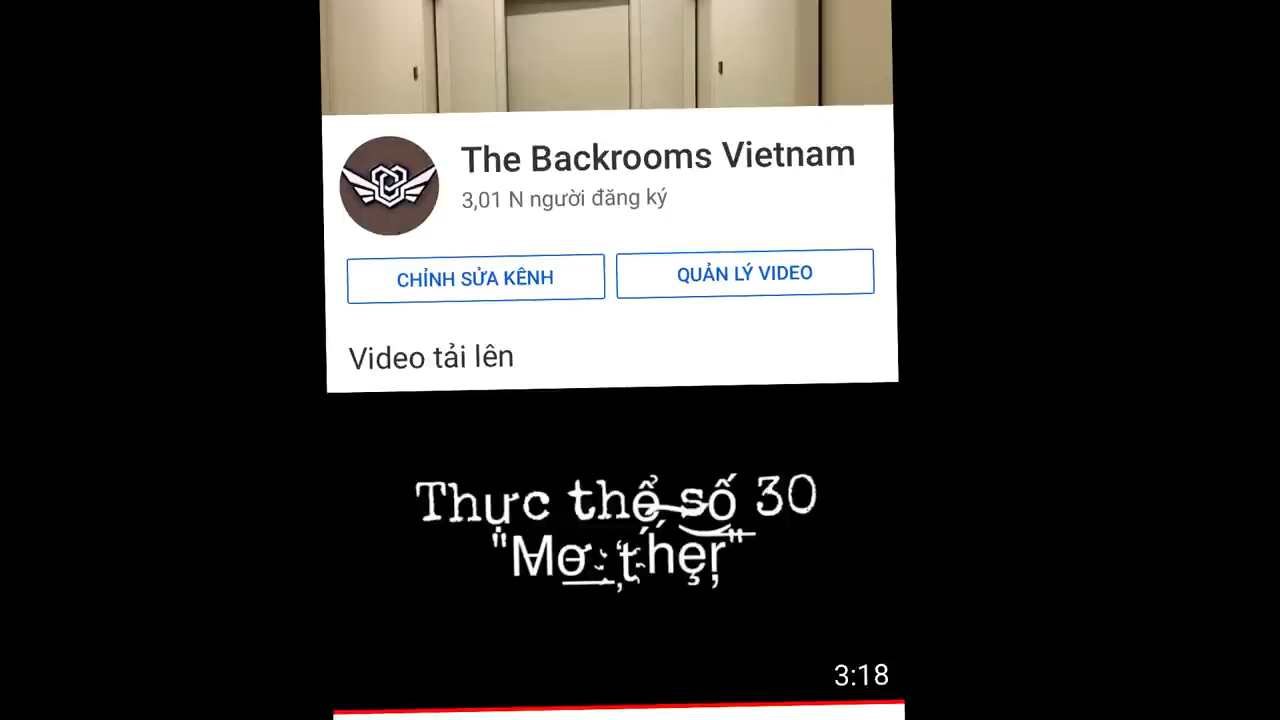 The Backrooms Vietnam
3,01 N người đăng ký
CHỈNH SỬA KÊNH
QUẢN LÝ VIDEO
Video tải lên
Thực thể số 30
"Mother"
3:18